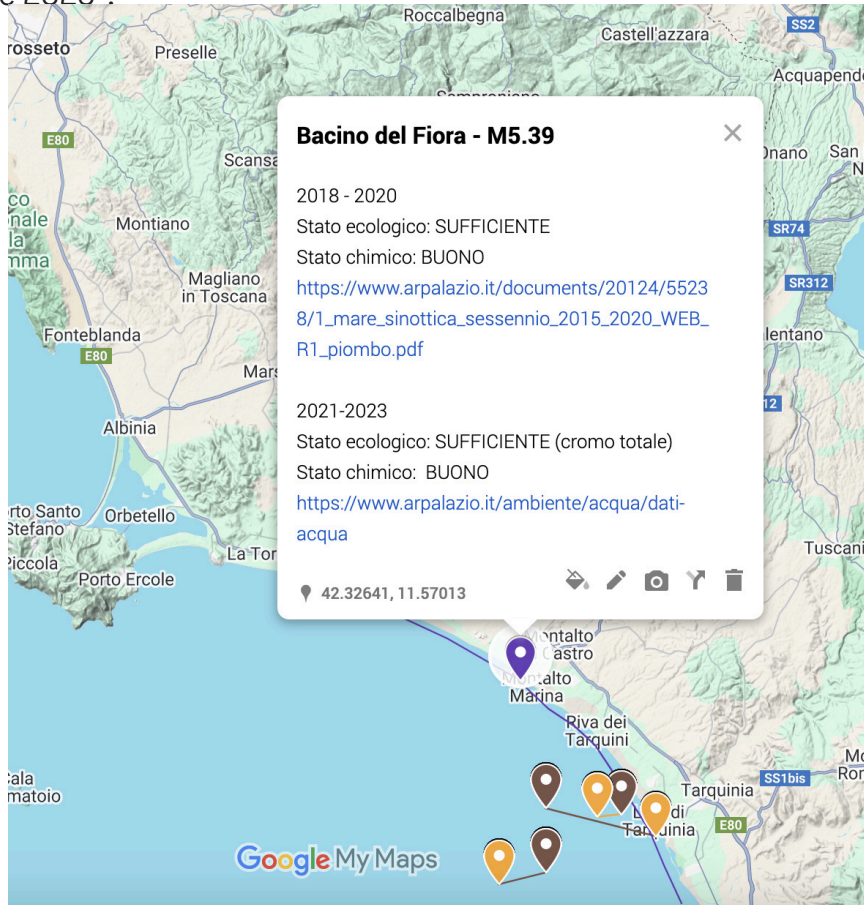 Roccalbegna
SS2
Castell'azzara
rosseto
Preselle
Acquapende
E80
Scansa
Montiano
Magliano
in Toscana
Fonteblanda
E80
Mars
Albinia
Orbetello
Porto Ercole
La Tor
Bacino del Fiora - M5.39
2018 - 2020
Stato ecologico: SUFFICIENTE
Stato chimico: BUONO
https://www.arpalazio.it/documents/20124/5523
8/1_mare_sinottica_sessennio_2015_2020_WEB_
R1_piombo.pdf
2021-2023
Stato ecologico: SUFFICIENTE (cromo totale)
Stato chimico: BUONO
https://www.arpalazio.it/ambiente/acqua/dati-
acqua
42.32641, 11.57013
Onano
San
SR74
SR312
lentano
12
Tuscani
rto Santo
Stefano
Piccola
Montalto
Castro
Montalto
Marina
Riva dei
Tarquini
Tarquinia
SS1bis
E80
Cala
matoio
Google My Maps